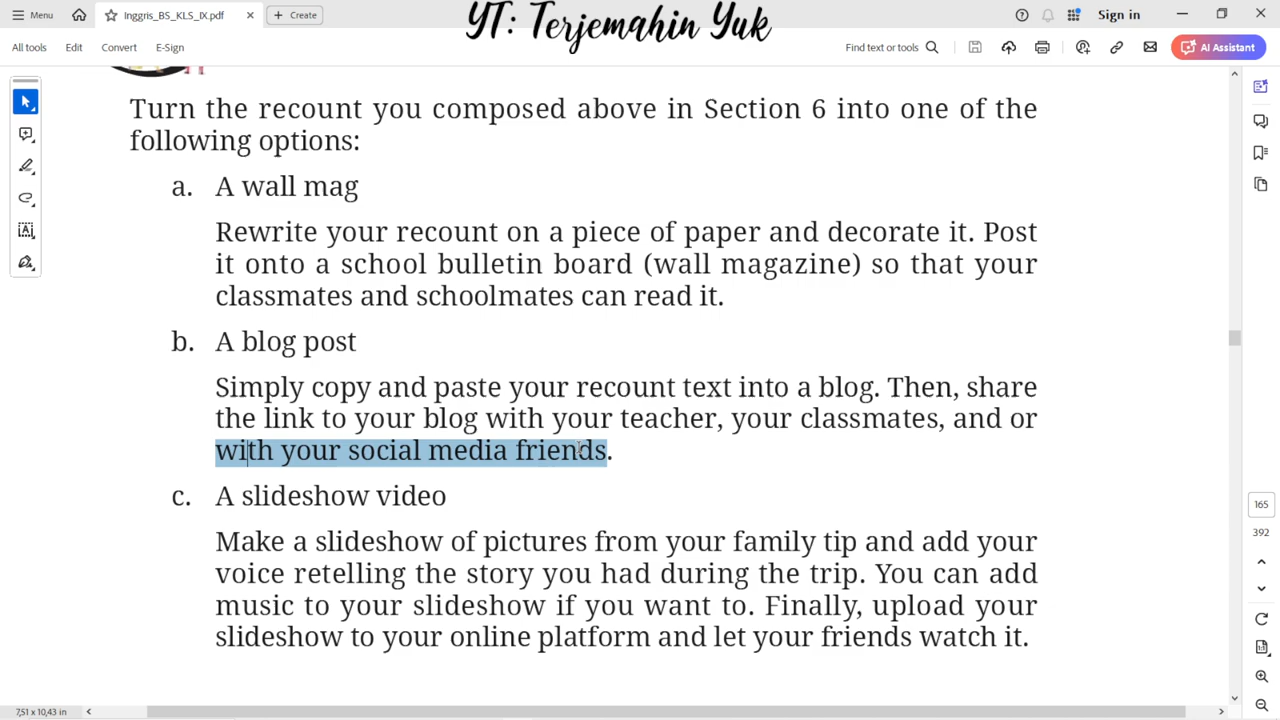 Menu
Inggris_BS_KLS_IX.pdf
Create
YT: Terjemahin Yuk
Sign in
All tools
Edit
Convert
E-Sign
Find text or tools
AI Assistant
Turn the recount you composed above in Section 6 into one of the
following options:
a. A wall mag
Rewrite your recount on a piece of paper and decorate it. Post
it onto a school bulletin board (wall magazine) so that your
classmates and schoolmates can read it.
b. A blog post
Simply copy and paste your recount text into a blog. Then, share
the link to your blog with your teacher, your classmates, and or
with your social media friends.
c. A slideshow video
Make a slideshow of pictures from your family tip and add your
voice retelling the story you had during the trip. You can add
music to your slideshow if you want to. Finally, upload your
slideshow to your online platform and let your friends watch it.
165
392
7,51 x 10,43 in